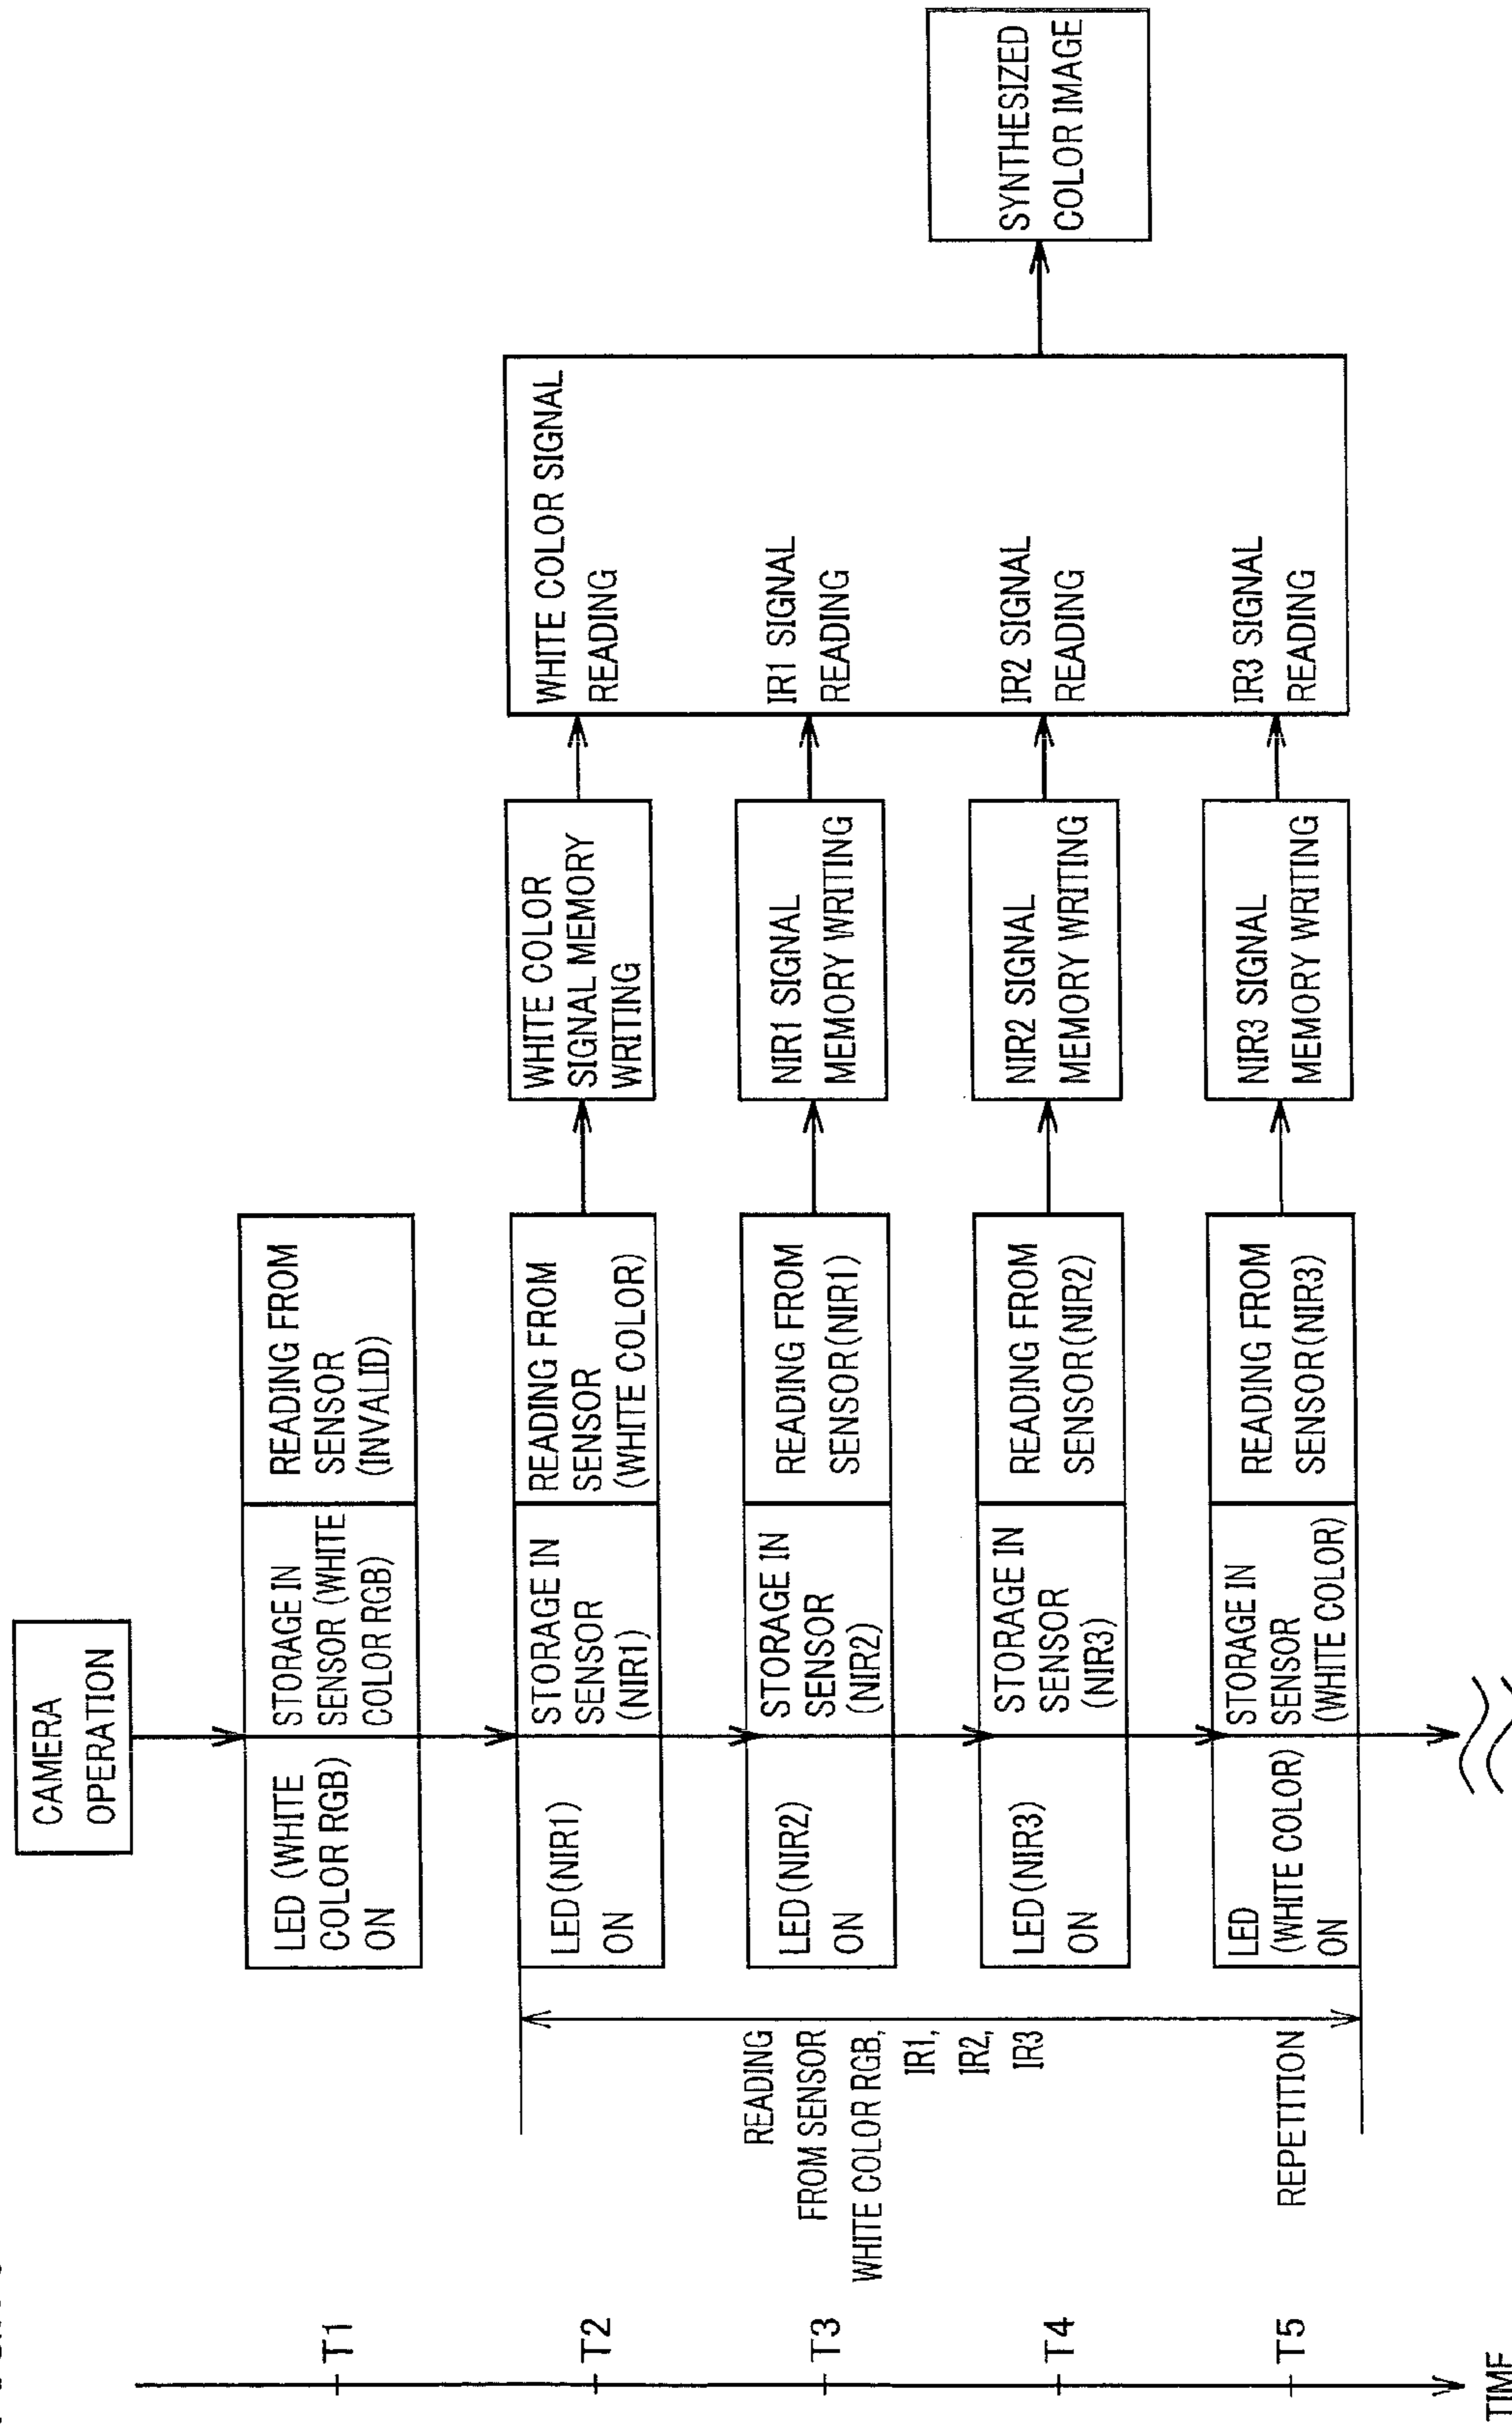 CAMERA
OPERATION
T1
LED (WHITE
COLOR RGB)
ON
STORAGE IN
SENSOR (WHITE
COLOR RGB)
READING FROM
SENSOR
(INVALID)
T2
LED(NIR1)
ON
STORAGE IN
SENSOR
(NIR1)
READING FROM
SENSOR
(WHITE COLOR)
WHITE COLOR
SIGNAL MEMORY
WRITING
WHITE COLOR SIGNAL
READING
READING
FROM SENSOR
WHITE COLOR RGB,
IR1,
IR2,
IR3
T3
LED(NIR2)
ON
STORAGE IN
SENSOR
(NIR2)
READING FROM
SENSOR(NIR1)
NIR1 SIGNAL
MEMORY WRITING
IR1 SIGNAL
READING
T4
LED(NIR3)
ON
STORAGE IN
SENSOR
(NIR3)
READING FROM
SENSOR(NIR2)
NIR2 SIGNAL
MEMORY WRITING
IR2 SIGNAL
READING
SYNTHESIZED
COLOR IMAGE
T5
REPETITION
LED
(WHITE COLOR)
ON
STORAGE IN
SENSOR
(WHITE COLOR)
READING FROM
SENSOR(NIR3)
NIR3 SIGNAL
MEMORY WRITING
IR3 SIGNAL
READING
TIME